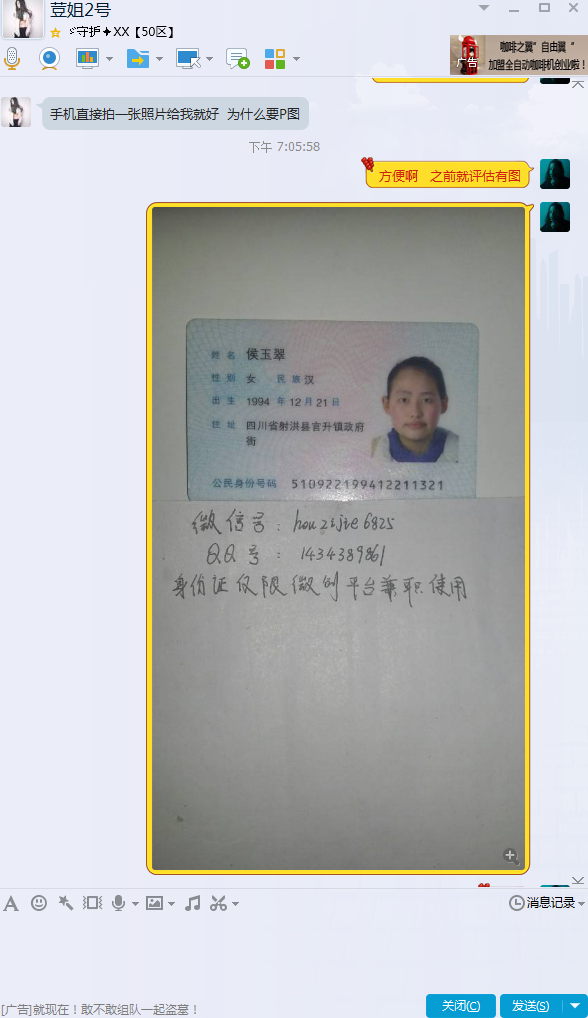 荳姐2号
守护✦XX【50区】
咖啡之翼"自由翼"
广告
加盟全自动咖啡机创业啦!
手机直接拍一张照片给我就好 为什么要P图
下午 7:05:58
方便啊 之前就评估有图
姓名 侯玉翠
性别 女 民族 汉
出生 1994 年 12 月 21 日
住址 四川省射洪县官升镇政府
街
公民身份号码 510922199412211321
微信号: houzijie6825
QQ号: 1434389861
身份证仅限微创平台兼职使用
消息记录
[广告]就现在!敢不敢组队一起盗墓!
关闭(C)
发送(S)